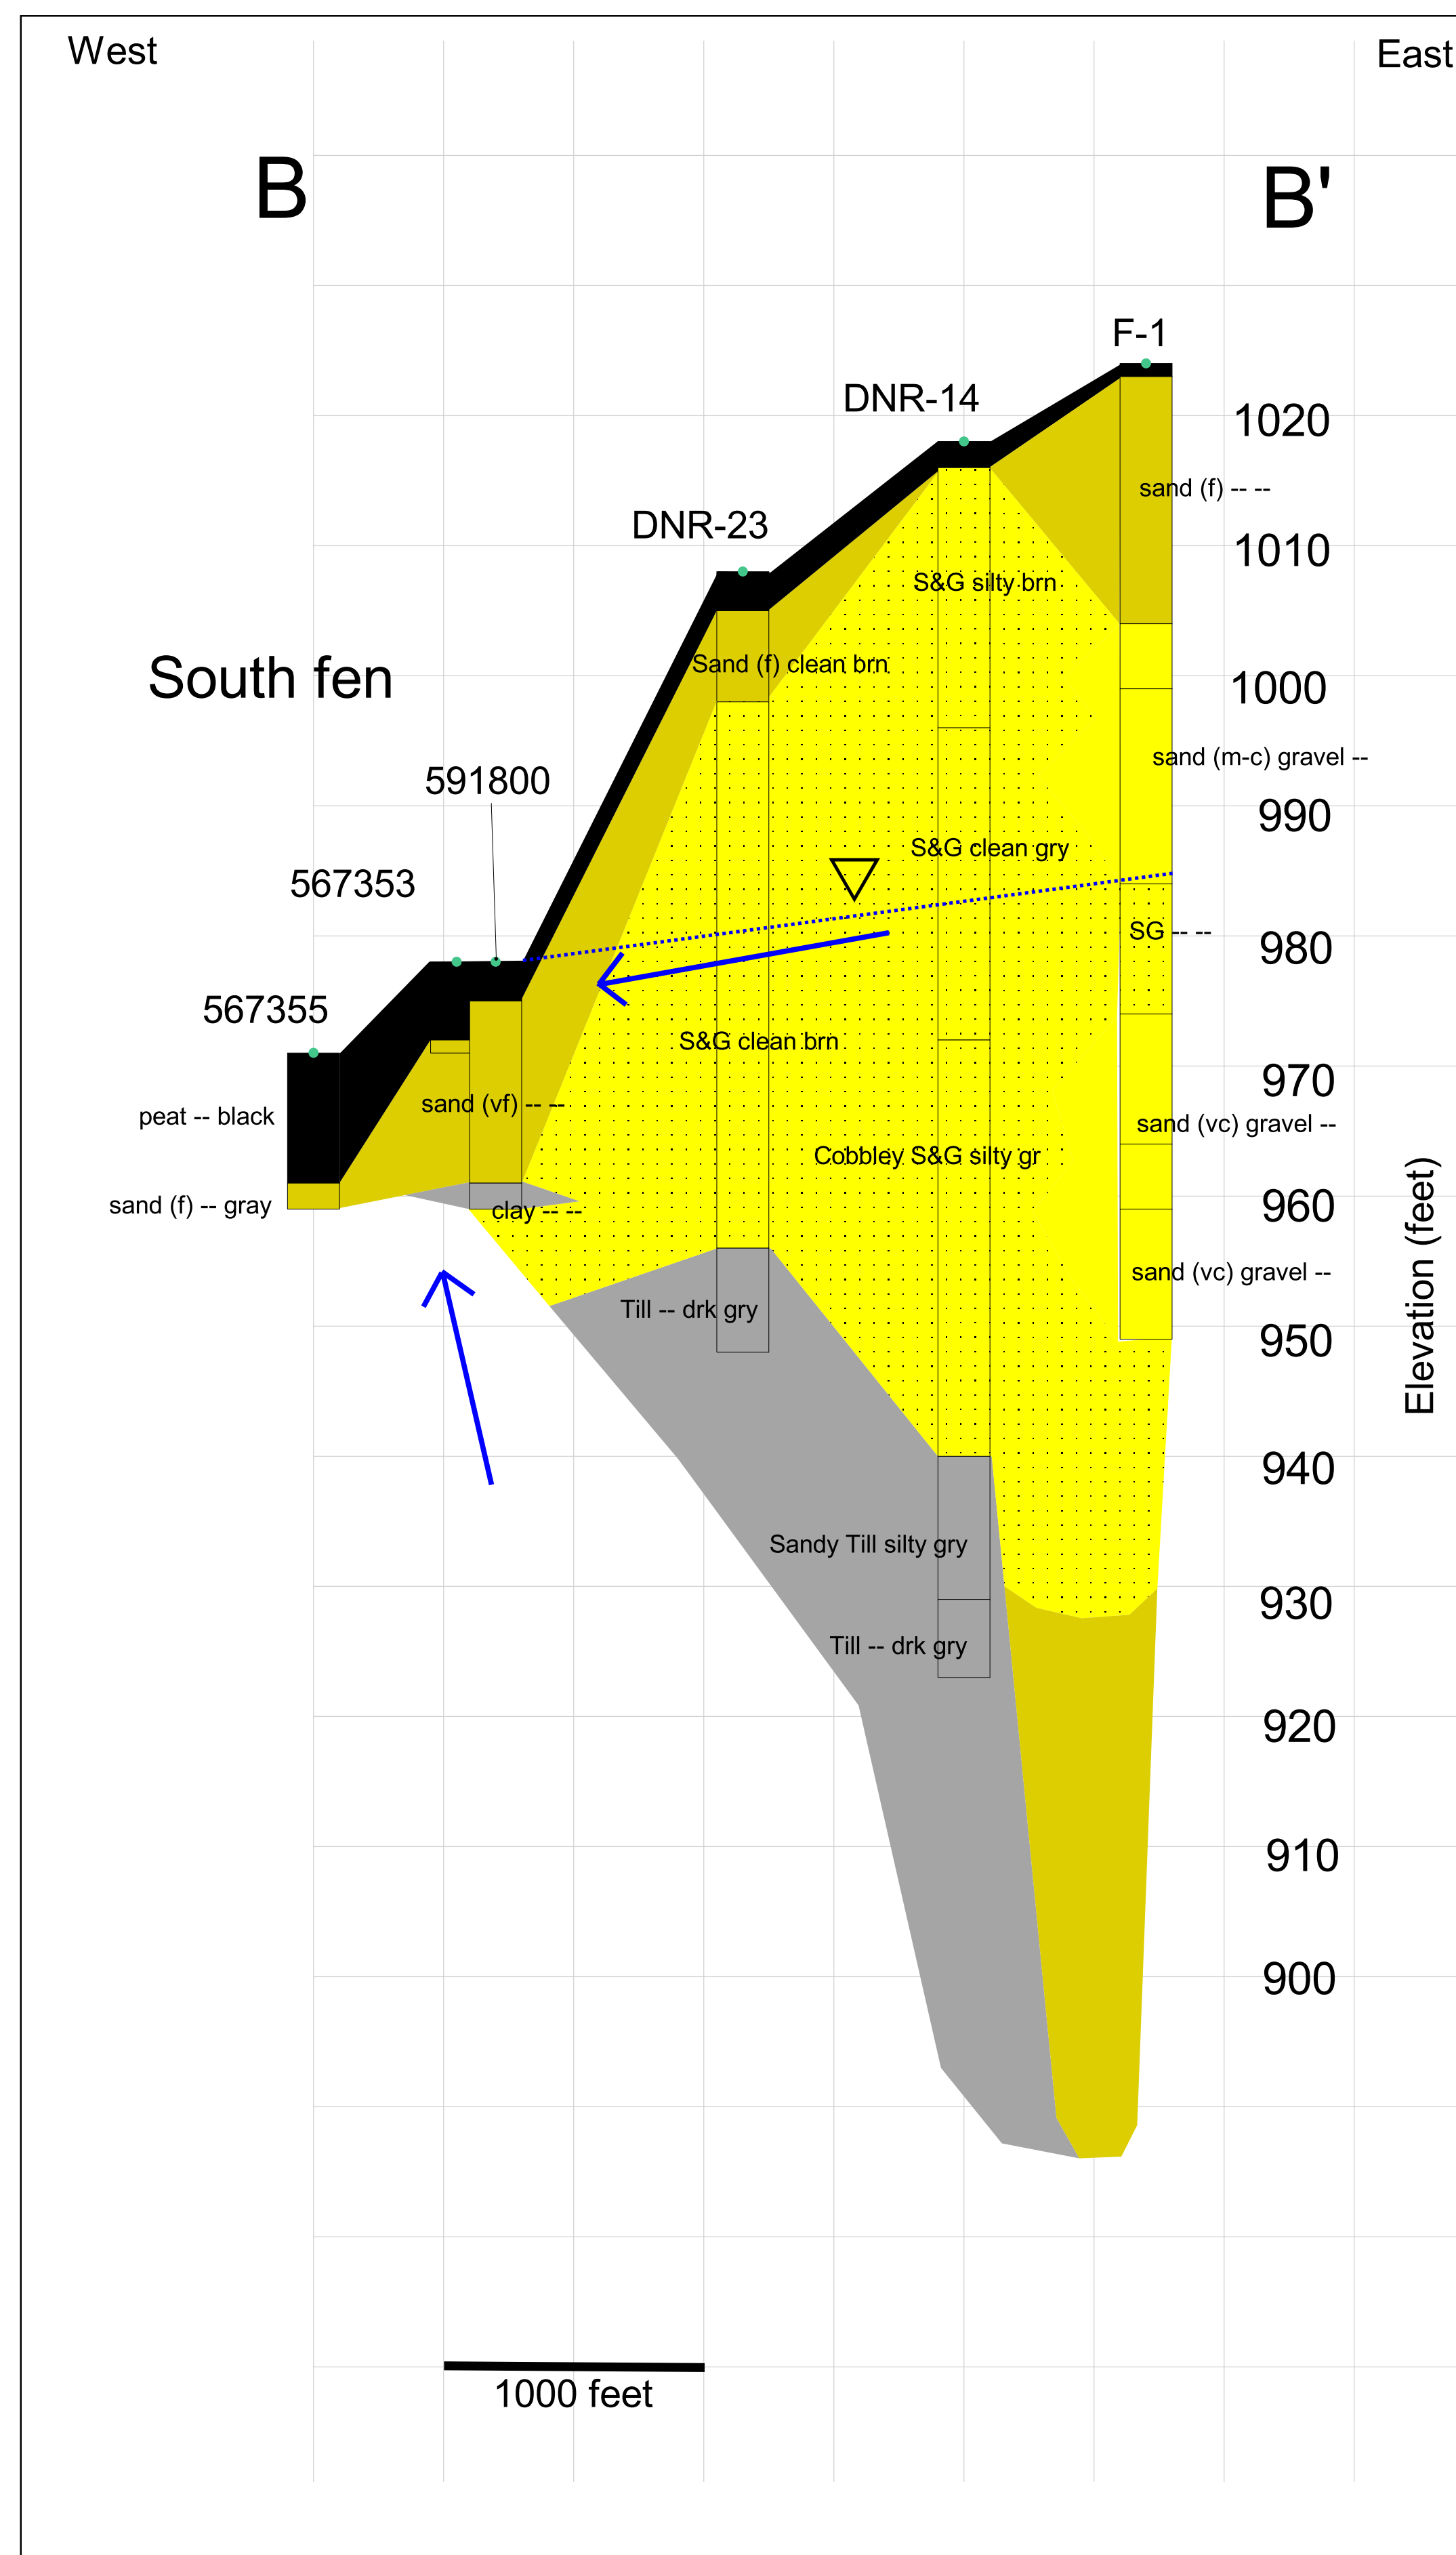 West
East
B
B'
F-1
DNR-14
1020
sand (f) -- --
DNR-23
1010
S&G silty brn
Sand (f) clean brn
South fen
1000
sand (m-c) gravel --
591800
990
S&G clean gry
567353
SG -- --
980
567355
S&G clean brn
970
sand (vf) -- --
peat -- black
sand (vc) gravel --
Cobbley S&G silty gr
960
sand (f) -- gray
clay -- --
sand (vc) gravel --
Elevation (feet)
Till -- drk gry
950
940
Sandy Till silty gry
930
Till -- drk gry
920
910
900
1000 feet